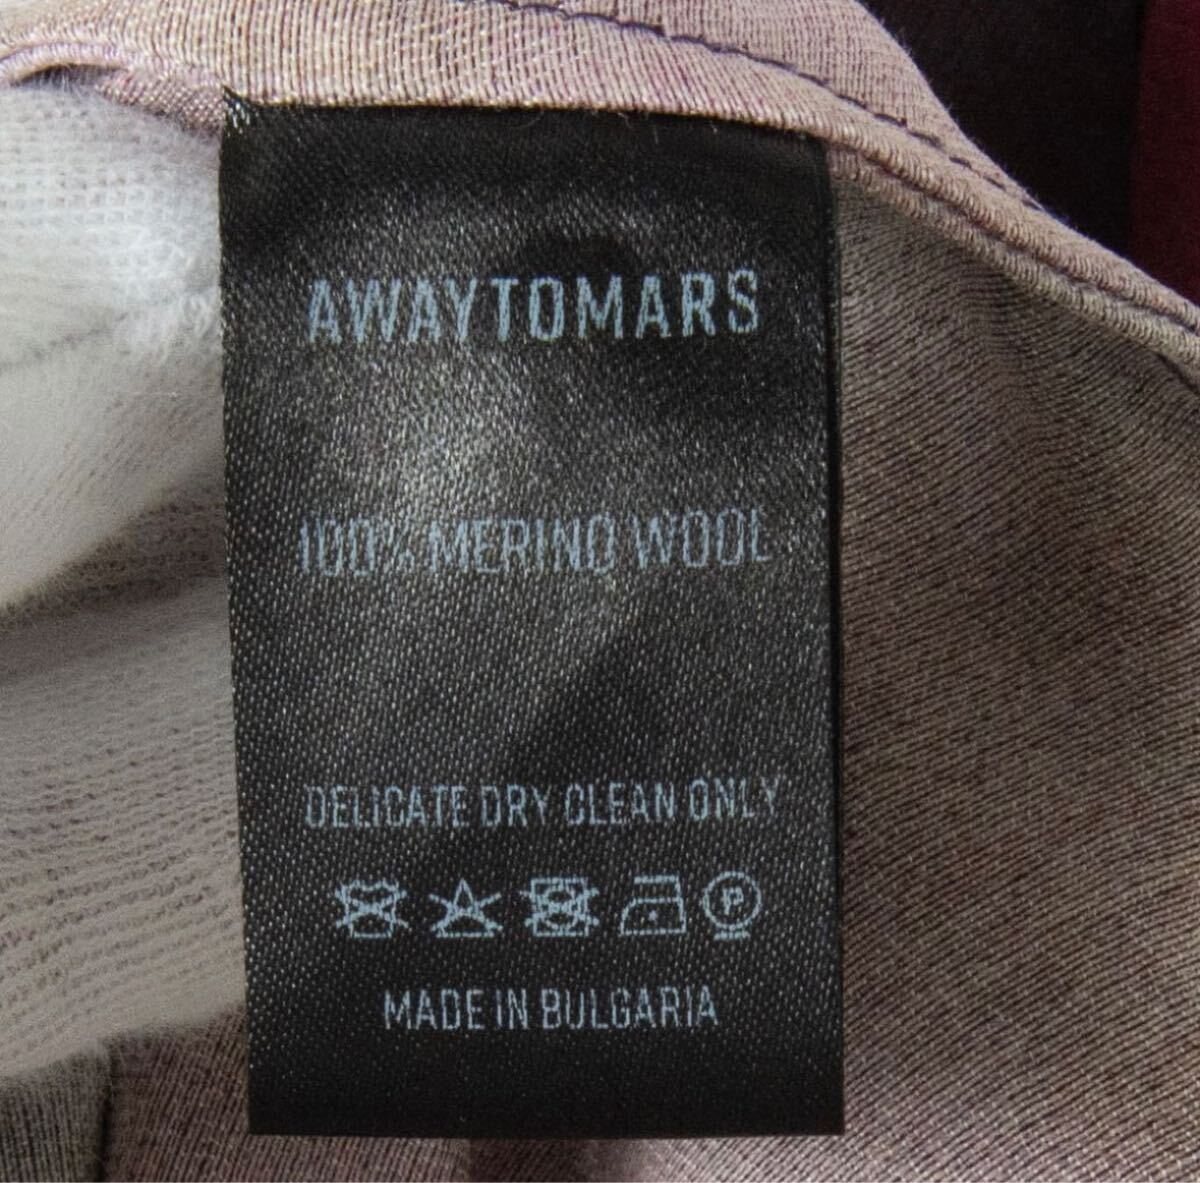 AWAYTOMARS
100% MERINO WOOL
DELICATE DRY CLEAN ONLY
P
MADE IN BULGARIA